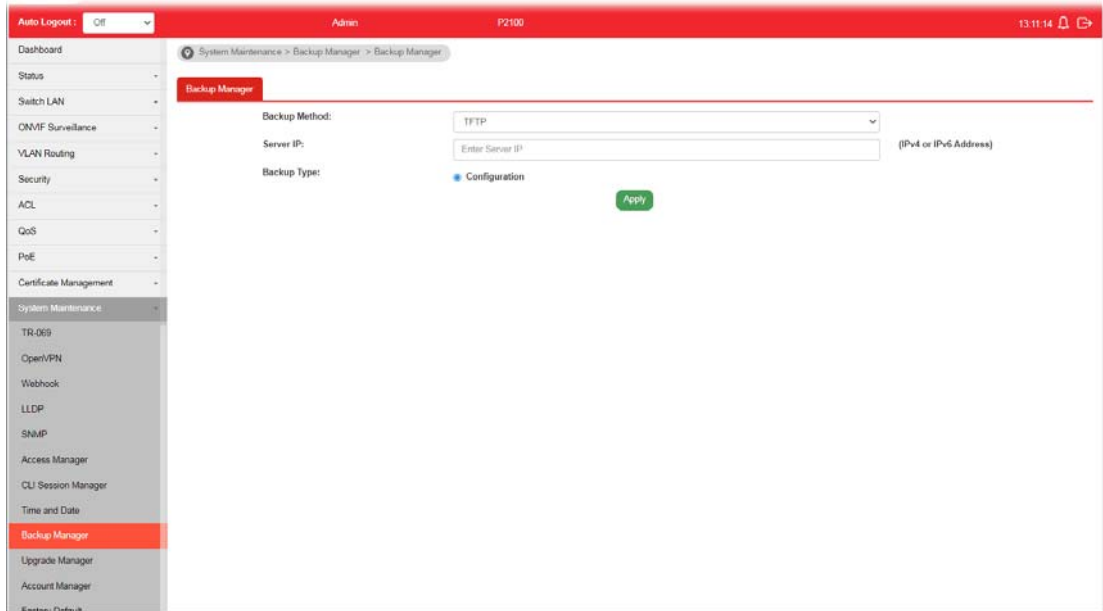 Auto Logout : Off Admin P2100 13:11:14
Dashboard
Status
Switch LAN
ONVIF Surveillance
VLAN Routing
Security
ACL
QoS
PoE
Certificate Management
System Maintenance
TR-069
OpenVPN
Webhook
LLDP
SNMP
Access Manager
CLI Session Manager
Time and Date
Backup Manager
Upgrade Manager
Account Manager
Factory Default
System Maintenance > Backup Manager > Backup Manager
Backup Manager
Backup Method: TFTP
Server IP: Enter Server IP (IPv4 or IPv6 Address)
Backup Type: Configuration
Apply